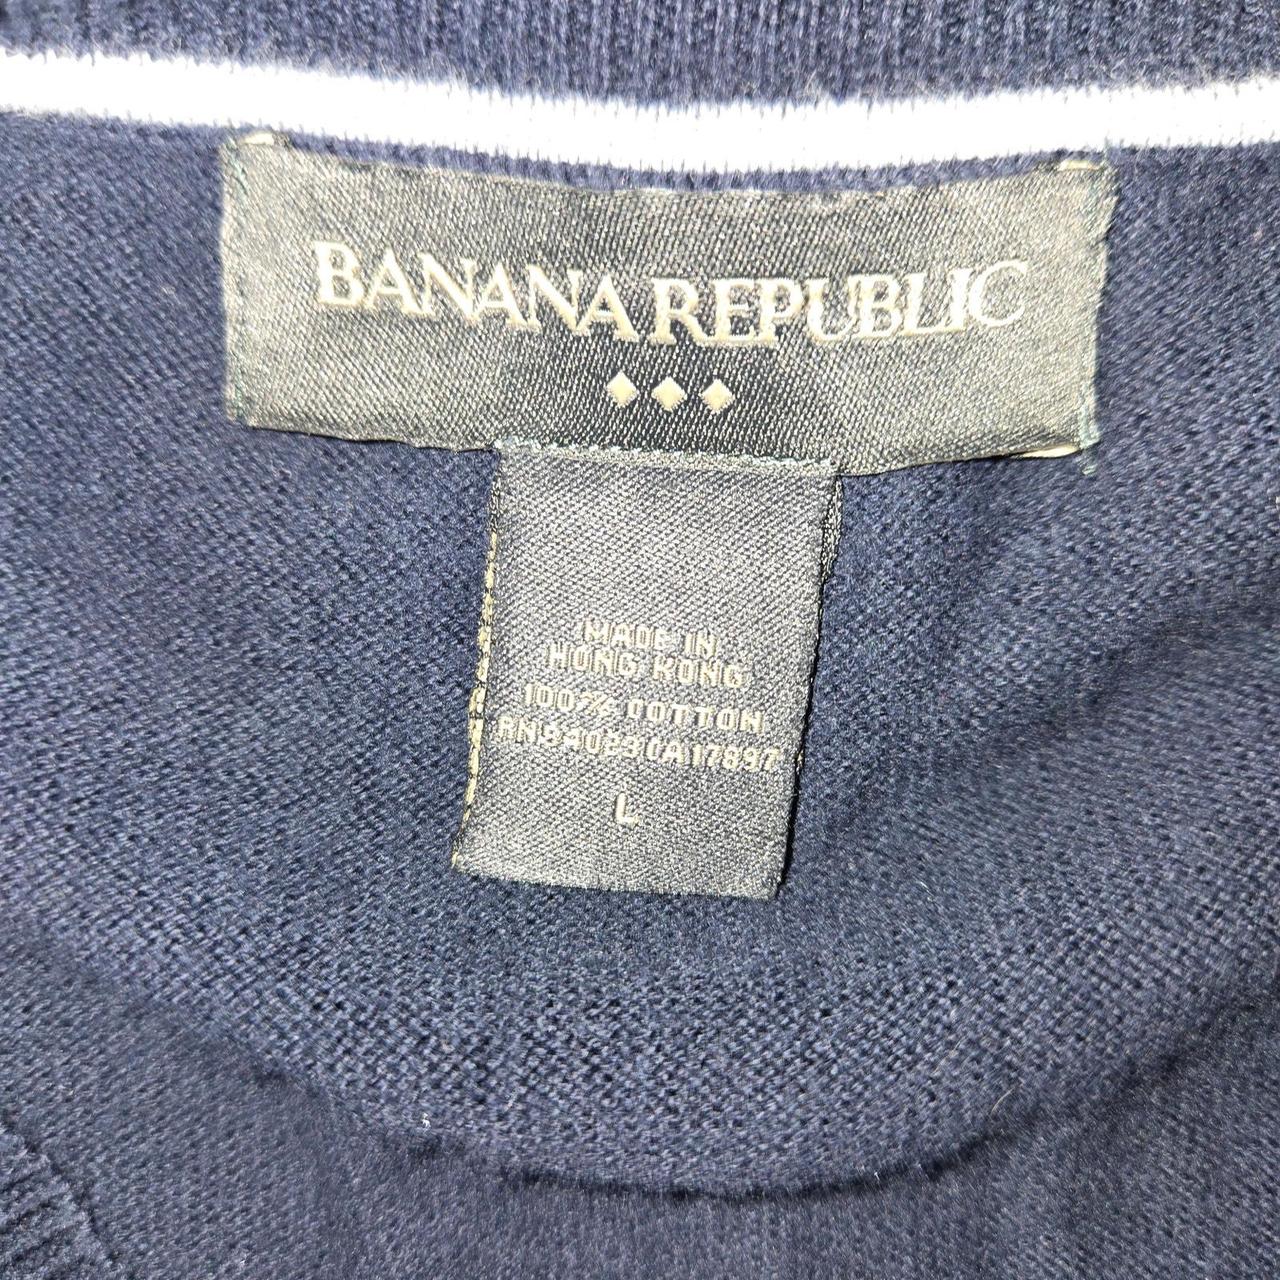 BANANA REPUBLIC
MADE IN
HONG KONG
100% COTTON
L